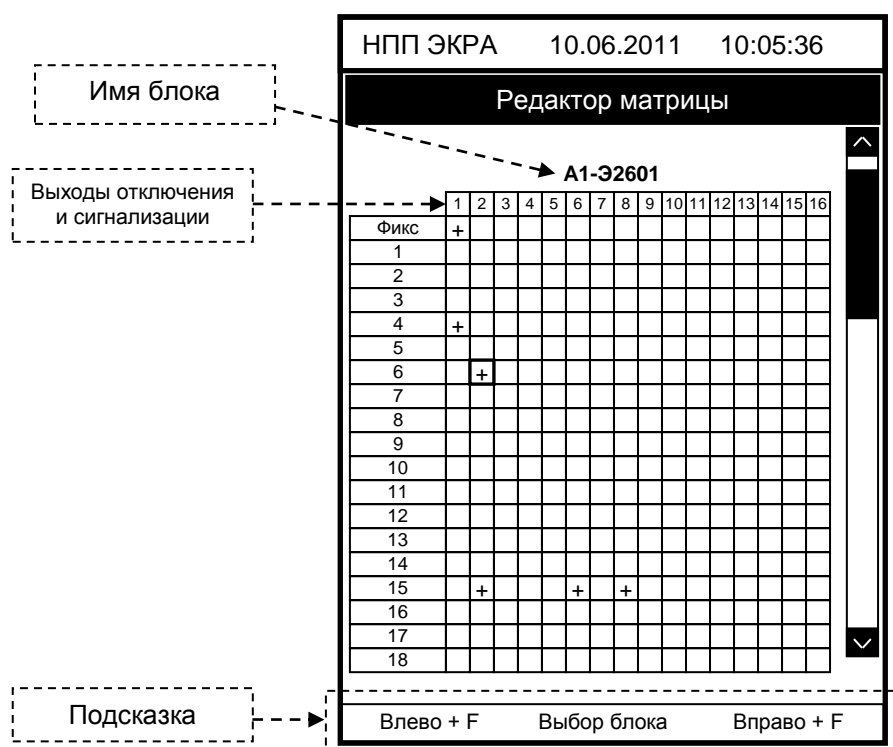 НПП ЭКРА 10.06.2011 10:05:36
Имя блока
Редактор матрицы
А1-Э2601
Выходы отключения
и сигнализации
1 2 3 4 5 6 7 8 9 10 11 12 13 14 15 16
Фикс +
1
2
3
4 +
5
6 +
7
8
9
10
11
12
13
14
15 + + +
16
17
18
Подсказка
Влево + F Выбор блока Вправо + F